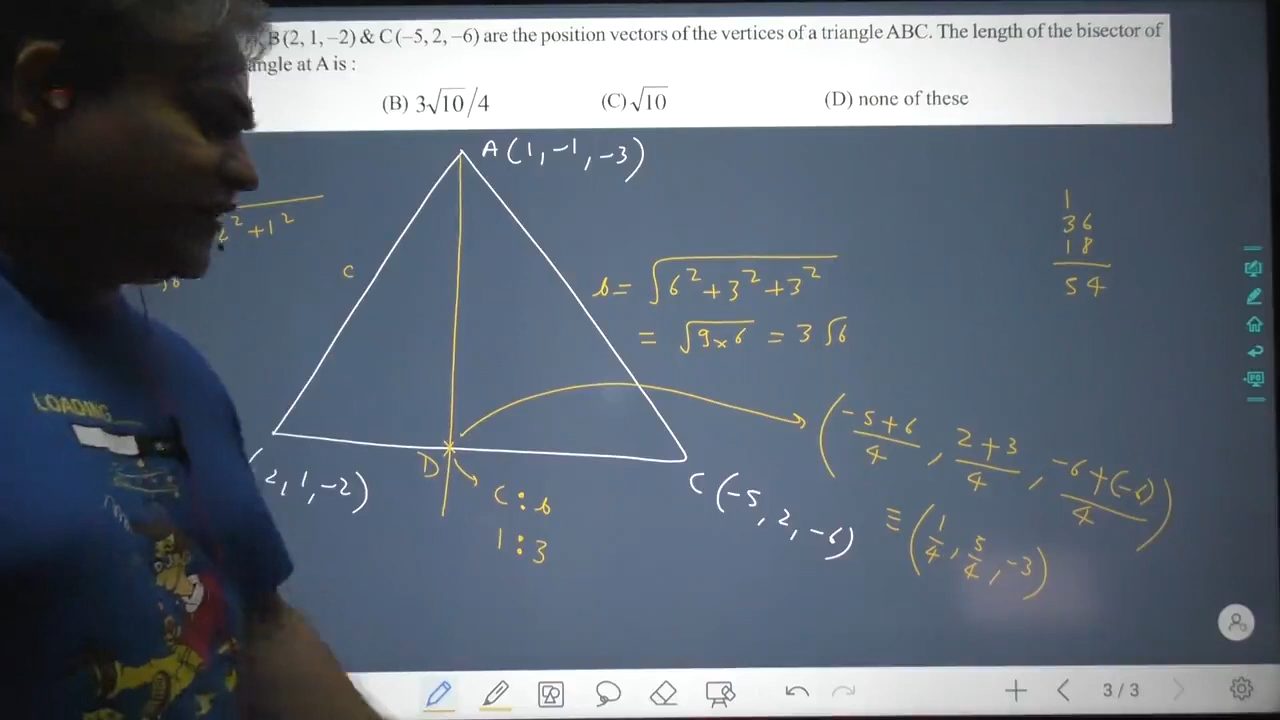 B(2, 1, −2) & C(−5, 2, −6) are the position vectors of the vertices of a triangle ABC. The length of the bisector of
angle at A is :
(B) 3√10/4 (C) √10 (D) none of these
A(1, -1, -3)
² + 1²
C
b = √6² + 3² + 3²
= √9×6 = 3√6
1
36
18
54
(-5+6/4, 2+3/4, -6+(-6)/4)
≡ (1/4, 5/4, -3)
2, 1, -2)
D
C : b
1 : 3
C(-5, 2, -6)
LOADING
3 / 3